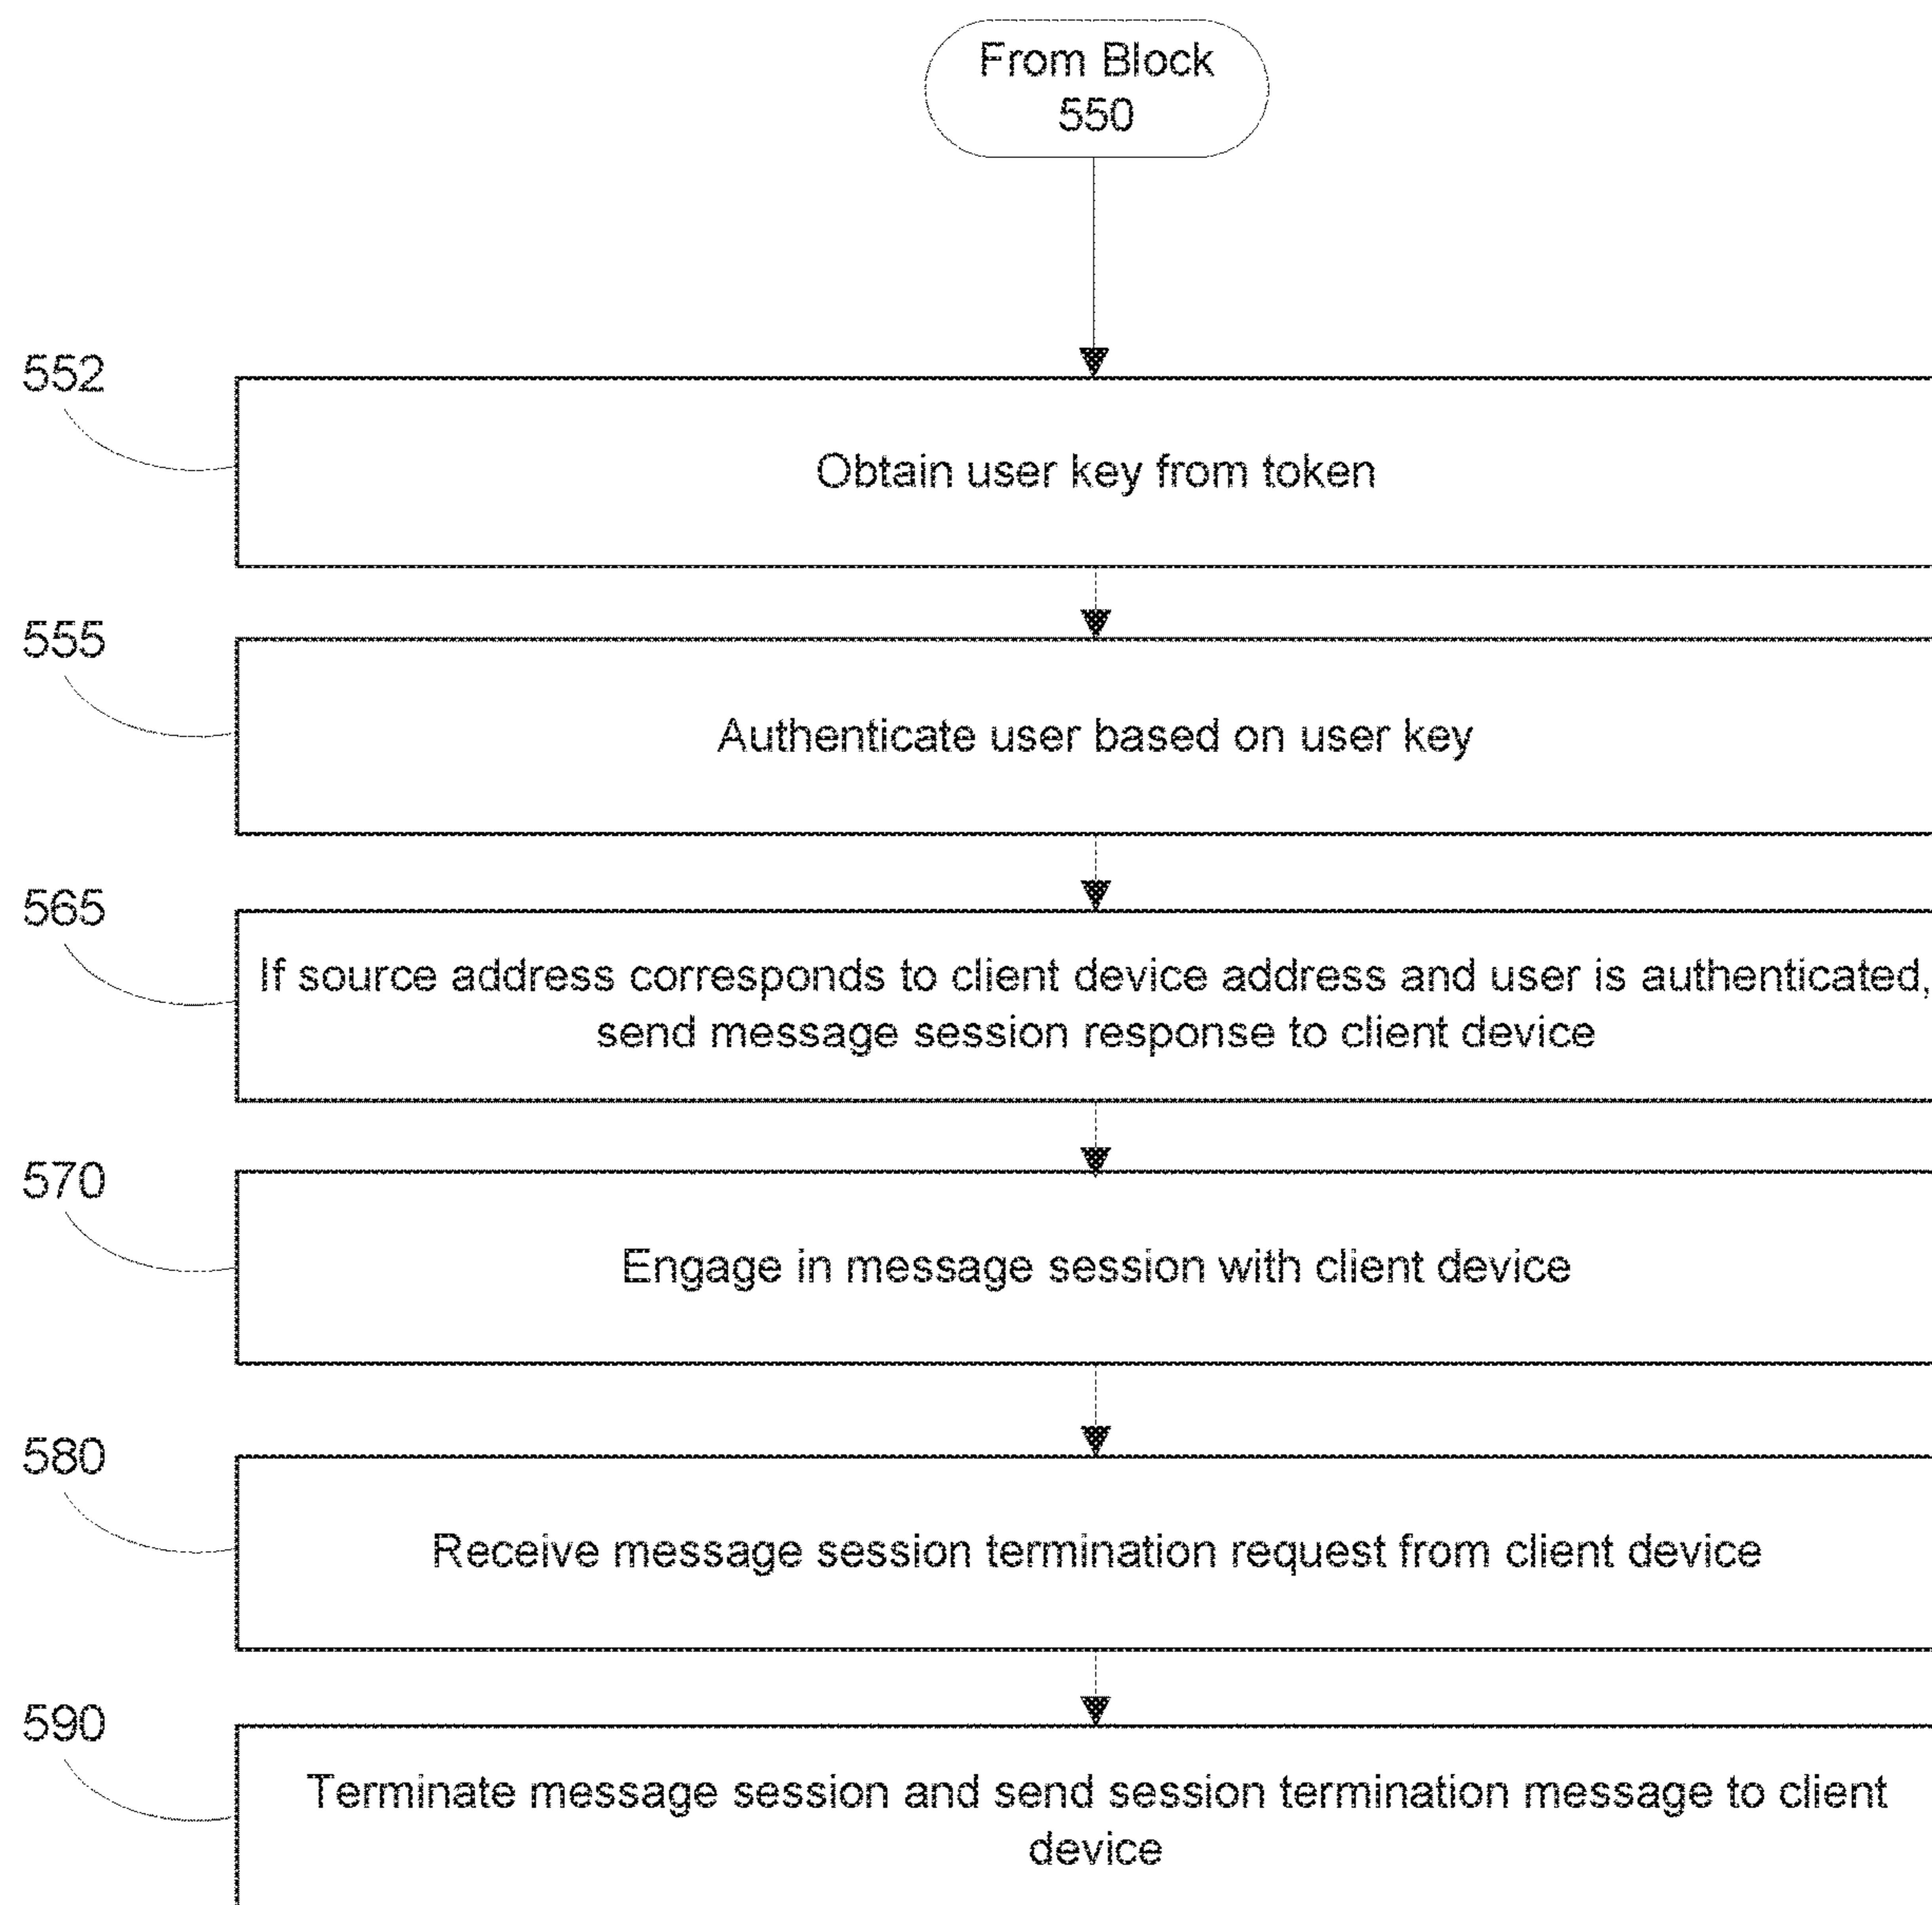 From Block
550
552
Obtain user key from token
555
Authenticate user based on user key
565
If source address corresponds to client device address and user is authenticated,
send message session response to client device
570
Engage in message session with client device
580
Receive message session termination request from client device
590
Terminate message session and send session termination message to client
device